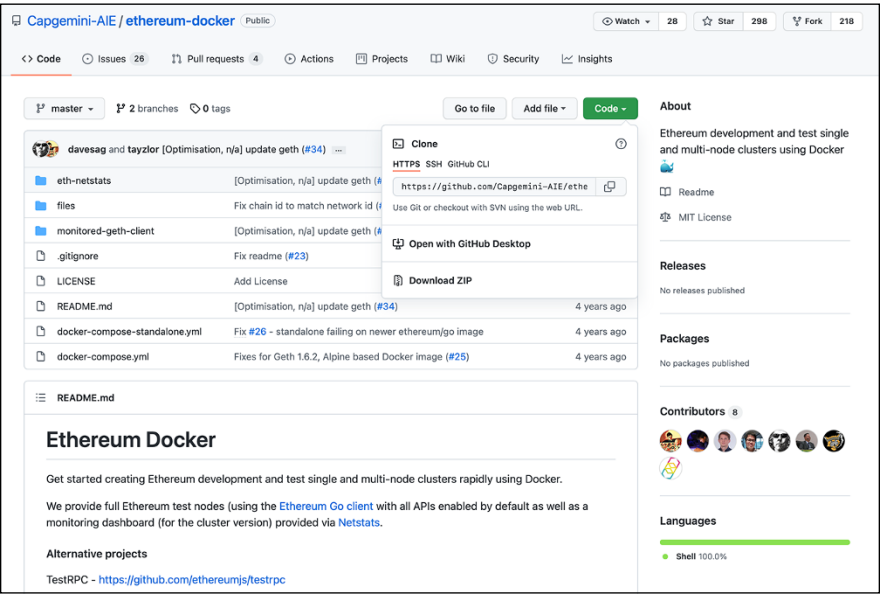 Capgemini-AIE / ethereum-docker Public
Watch 28 Star 298 Fork 218
Code Issues 26 Pull requests 4 Actions Projects Wiki Security Insights
master 2 branches 0 tags Go to file Add file Code
davesag and tayzlor [Optimisation, n/a] update geth (#34) ...
Clone
HTTPS SSH GitHub CLI
https://github.com/Capgemini-AIE/ethe
Use Git or checkout with SVN using the web URL.
Open with GitHub Desktop
Download ZIP
eth-netstats [Optimisation, n/a] update geth (#
files Fix chain id to match network id (
monitored-geth-client [Optimisation, n/a] update geth (#
.gitignore Fix readme (#23)
LICENSE Add License
README.md [Optimisation, n/a] update geth (#34) 4 years ago
docker-compose-standalone.yml Fix #26 - standalone failing on newer ethereum/go image 4 years ago
docker-compose.yml Fixes for Geth 1.6.2, Alpine based Docker image (#25) 4 years ago
README.md
Ethereum Docker
Get started creating Ethereum development and test single and multi-node clusters rapidly using Docker.
We provide full Ethereum test nodes (using the Ethereum Go client with all APIs enabled by default as well as a
monitoring dashboard (for the cluster version) provided via Netstats.
Alternative projects
TestRPC - https://github.com/ethereumjs/testrpc
About
Ethereum development and test single
and multi-node clusters using Docker
Readme
MIT License
Releases
No releases published
Packages
No packages published
Contributors 8
Languages
Shell 100.0%